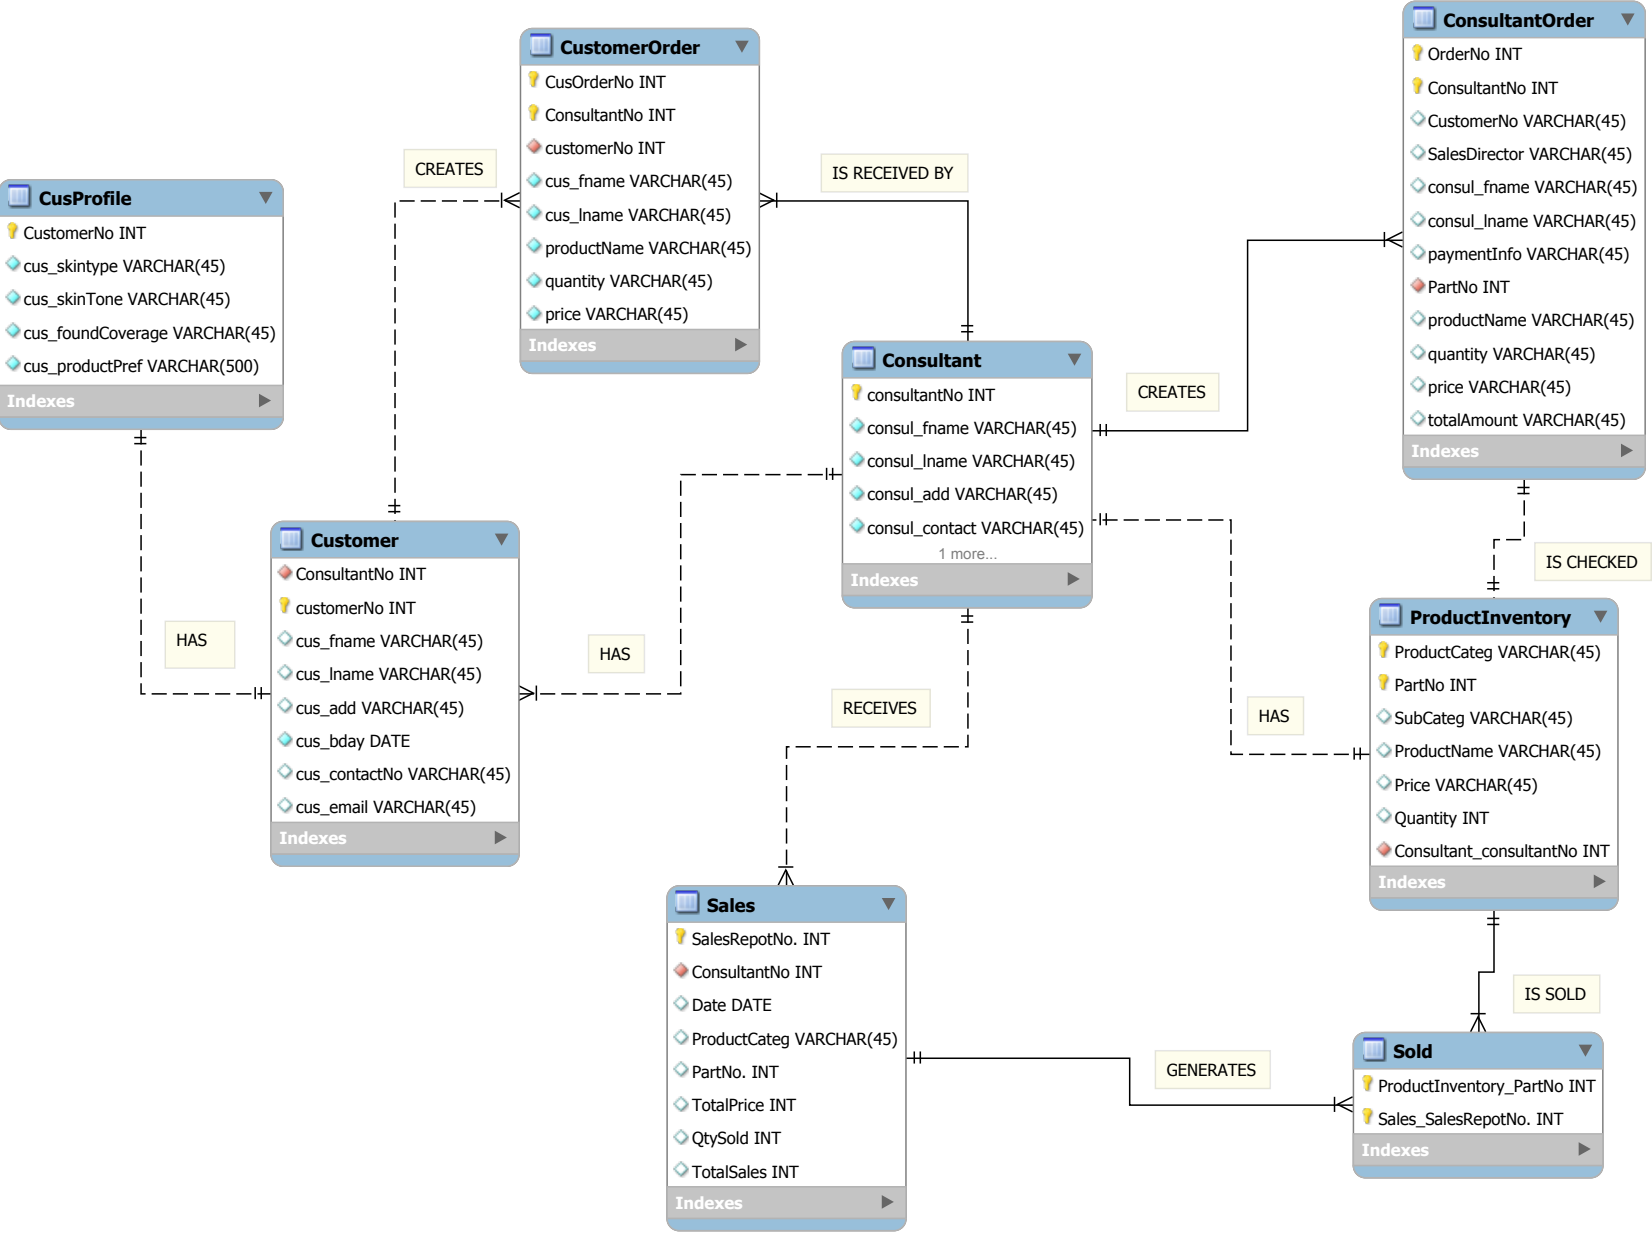 CustomerOrder
CusOrderNo INT
ConsultantNo INT
customerNo INT
cus_fname VARCHAR(45)
cus_lname VARCHAR(45)
productName VARCHAR(45)
quantity VARCHAR(45)
price VARCHAR(45)
Indexes
ConsultantOrder
OrderNo INT
ConsultantNo INT
CustomerNo VARCHAR(45)
SalesDirector VARCHAR(45)
consul_fname VARCHAR(45)
consul_lname VARCHAR(45)
paymentInfo VARCHAR(45)
PartNo INT
productName VARCHAR(45)
quantity VARCHAR(45)
price VARCHAR(45)
totalAmount VARCHAR(45)
Indexes
CREATES
IS RECEIVED BY
CusProfile
CustomerNo INT
cus_skintype VARCHAR(45)
cus_skinTone VARCHAR(45)
cus_foundCoverage VARCHAR(45)
cus_productPref VARCHAR(500)
Indexes
Consultant
consultantNo INT
consul_fname VARCHAR(45)
consul_lname VARCHAR(45)
consul_add VARCHAR(45)
consul_contact VARCHAR(45)
1 more...
Indexes
CREATES
Customer
ConsultantNo INT
customerNo INT
cus_fname VARCHAR(45)
cus_lname VARCHAR(45)
cus_add VARCHAR(45)
cus_bday DATE
cus_contactNo VARCHAR(45)
cus_email VARCHAR(45)
Indexes
HAS
HAS
RECEIVES
HAS
IS CHECKED
ProductInventory
ProductCateg VARCHAR(45)
PartNo INT
SubCateg VARCHAR(45)
ProductName VARCHAR(45)
Price VARCHAR(45)
Quantity INT
Consultant_consultantNo INT
Indexes
Sales
SalesRepotNo. INT
ConsultantNo INT
Date DATE
ProductCateg VARCHAR(45)
PartNo. INT
TotalPrice INT
QtySold INT
TotalSales INT
Indexes
IS SOLD
GENERATES
Sold
ProductInventory_PartNo INT
Sales_SalesRepotNo. INT
Indexes